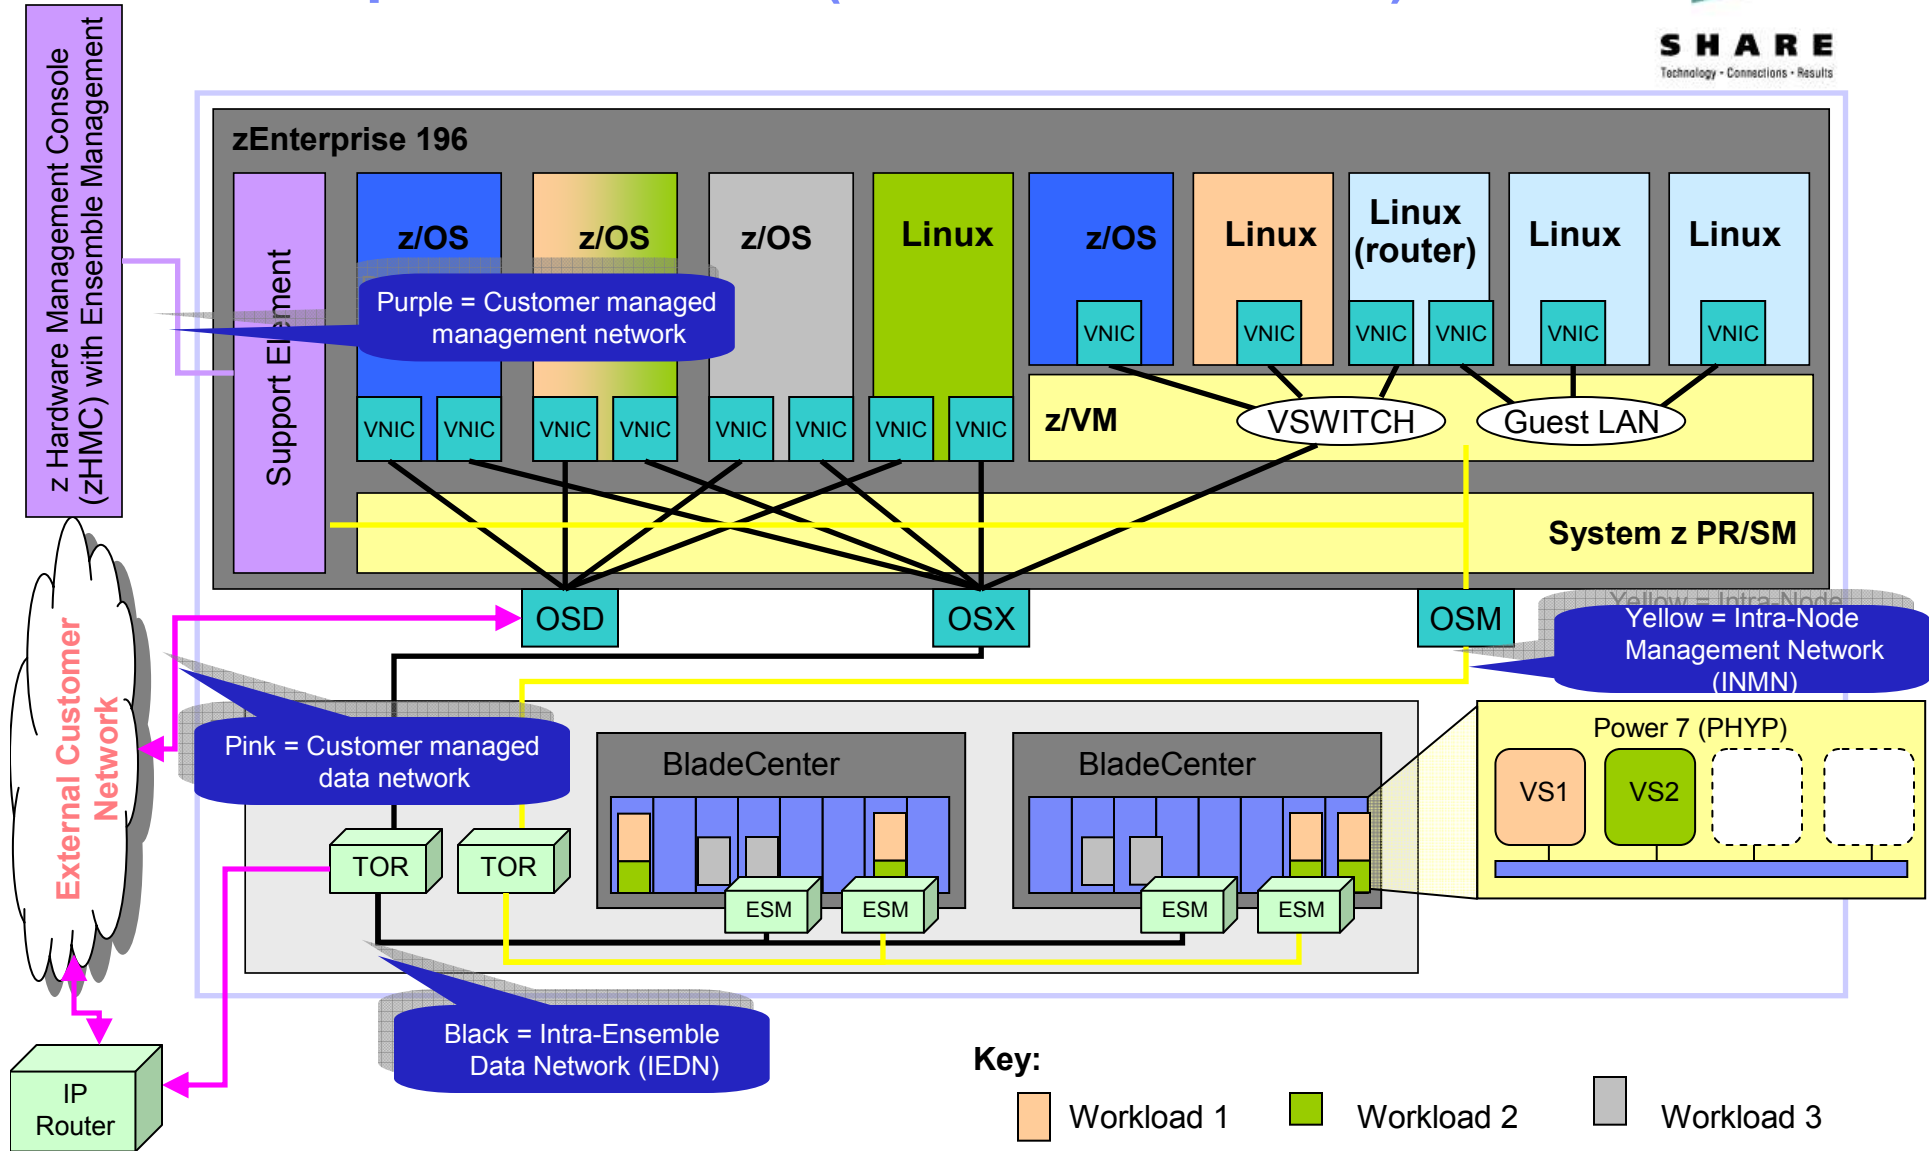 SHARE
Technology • Connections • Results
z Hardware Management Console
(zHMC) with Ensemble Management
zEnterprise 196
Support Element
z/OS
z/OS
z/OS
Linux
z/OS
Linux
Linux
(router)
Linux
Linux
Purple = Customer managed
management network
VNIC
VNIC
VNIC
VNIC
VNIC
VNIC
VNIC
VNIC
VNIC
VNIC
VNIC
VNIC
VNIC
VNIC
z/VM
VSWITCH
Guest LAN
System z PR/SM
OSD
OSX
OSM
Yellow = Intra-Node
Yellow = Intra-Node
Management Network
(INMN)
External Customer
Network
Pink = Customer managed
data network
BladeCenter
BladeCenter
Power 7 (PHYP)
VS1
VS2
TOR
TOR
ESM
ESM
ESM
ESM
Black = Intra-Ensemble
Data Network (IEDN)
IP
Router
Key:
Workload 1
Workload 2
Workload 3